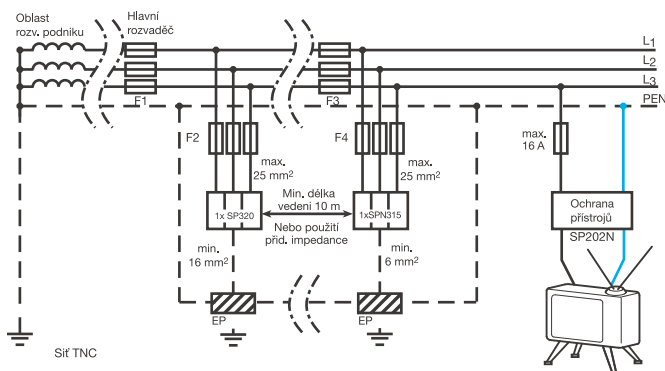 Oblast
rozv. podniku
Hlavní
rozvaděč
L1
L2
L3
PEN
F1
F3
F2
F4
max.
25 mm²
max.
25 mm²
max.
16 A
1x SP320
Min. délka
vedeni 10 m
Nebo použití
přid. impedance
1xSPN315
Ochrana
přístrojů
SP202N
min.
16 mm²
min.
6 mm²
EP
EP
Siť TNC